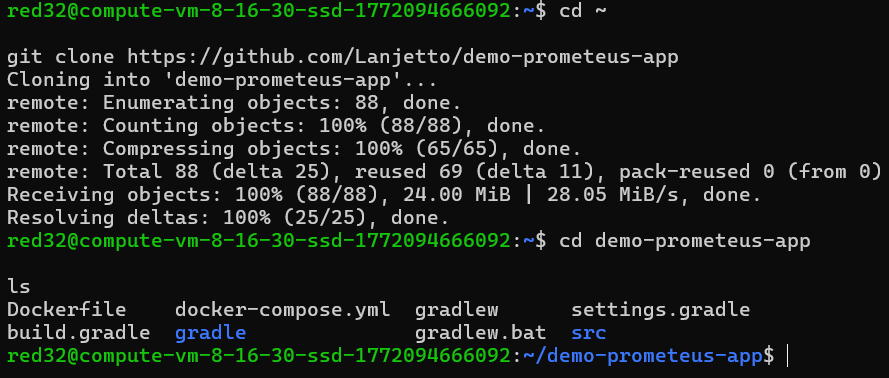 red32@compute-vm-8-16-30-ssd-1772094666092:~$ cd ~
git clone https://github.com/Lanjetto/demo-prometeus-app
Cloning into 'demo-prometeus-app'...
remote: Enumerating objects: 88, done.
remote: Counting objects: 100% (88/88), done.
remote: Compressing objects: 100% (65/65), done.
remote: Total 88 (delta 25), reused 69 (delta 11), pack-reused 0 (from 0)
Receiving objects: 100% (88/88), 24.00 MiB | 28.05 MiB/s, done.
Resolving deltas: 100% (25/25), done.
red32@compute-vm-8-16-30-ssd-1772094666092:~$ cd demo-prometeus-app
ls
Dockerfile    docker-compose.yml  gradlew      settings.gradle
build.gradle  gradle              gradlew.bat  src
red32@compute-vm-8-16-30-ssd-1772094666092:~/demo-prometeus-app$